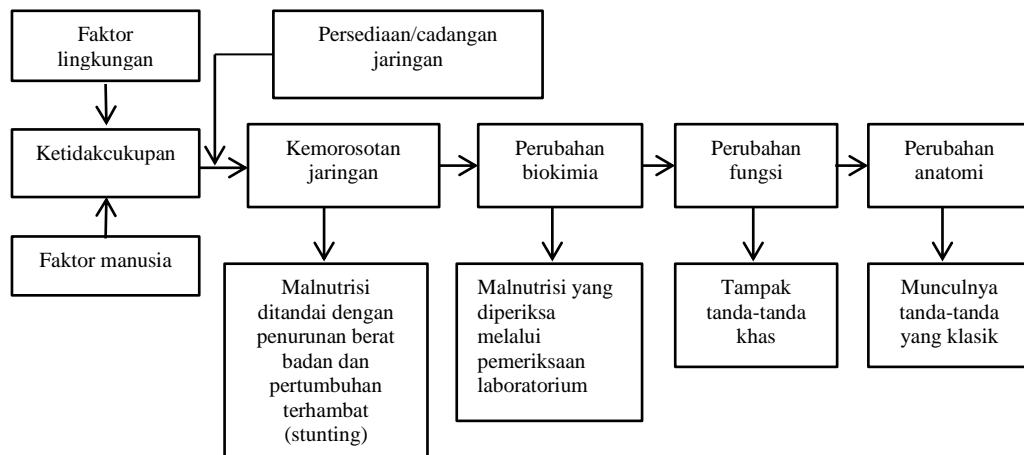 Faktor
lingkungan
Persediaan/cadangan
jaringan
Ketidakcukupan
Kemorosotan
jaringan
Perubahan
biokimia
Perubahan
fungsi
Perubahan
anatomi
Faktor manusia
Malnutrisi
ditandai dengan
penurunan berat
badan dan
pertumbuhan
terhambat
(stunting)
Malnutrisi yang
diperiksa
melalui
pemeriksaan
laboratorium
Tampak
tanda-tanda
khas
Munculnya
tanda-tanda
yang klasik